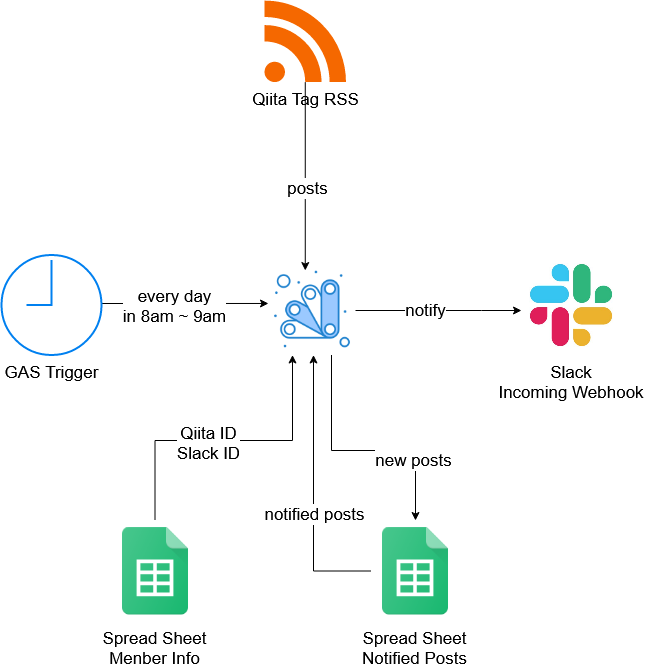 Qiita Tag RSS
posts
every day
in 8am ~ 9am
GAS Trigger
notify
Slack
Incoming Webhook
Qiita ID
Slack ID
new posts
notified posts
Spread Sheet
Menber Info
Spread Sheet
Notified Posts